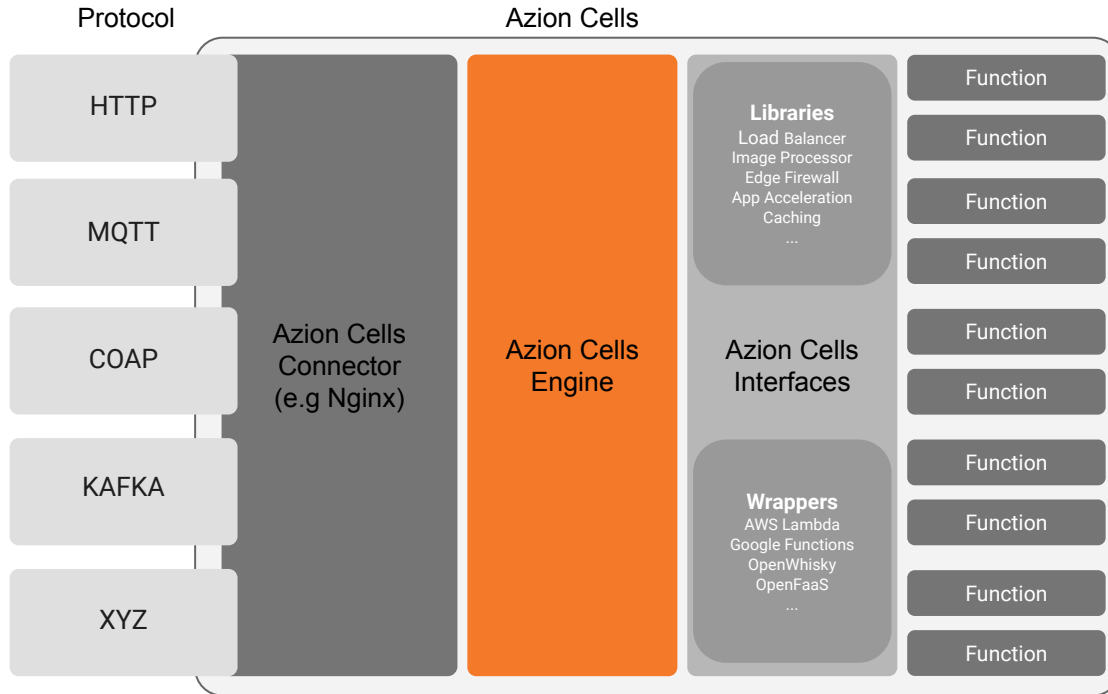 Protocol
Azion Cells
HTTP
MQTT
COAP
KAFKA
XYZ
Azion Cells
Connector
(e.g Nginx)
Azion Cells
Engine
Libraries
Load Balancer
Image Processor
Edge Firewall
App Acceleration
Caching
...
Azion Cells
Interfaces
Wrappers
AWS Lambda
Google Functions
OpenWhisky
OpenFaaS
...
Function
Function
Function
Function
Function
Function
Function
Function
Function
Function